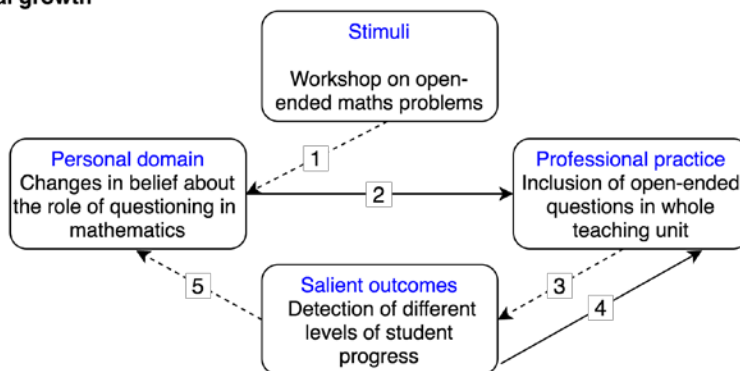 al growth
Stimuli
Workshop on open-
ended maths problems
1
Personal domain
Changes in belief about
the role of questioning in
mathematics
2
Professional practice
Inclusion of open-ended
questions in whole
teaching unit
Salient outcomes
Detection of different
levels of student
progress
5
3
4